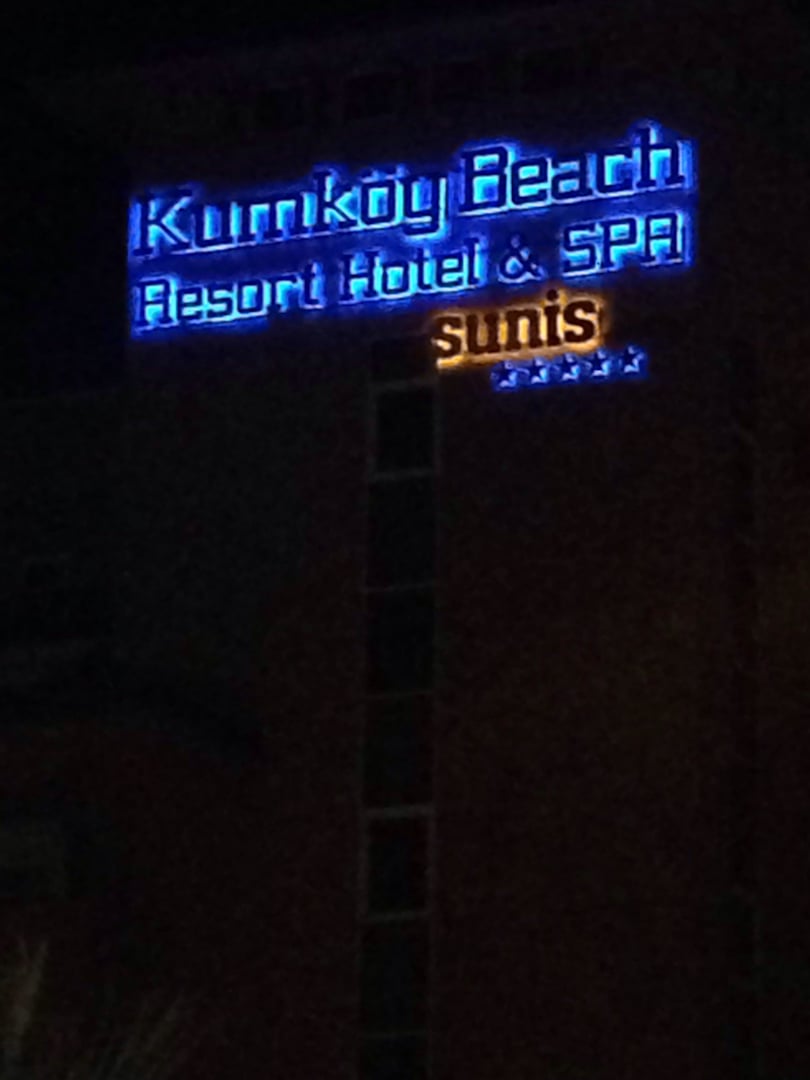 Kumköy Beach
Resort Hotel & SPA
sunis
★★★★★